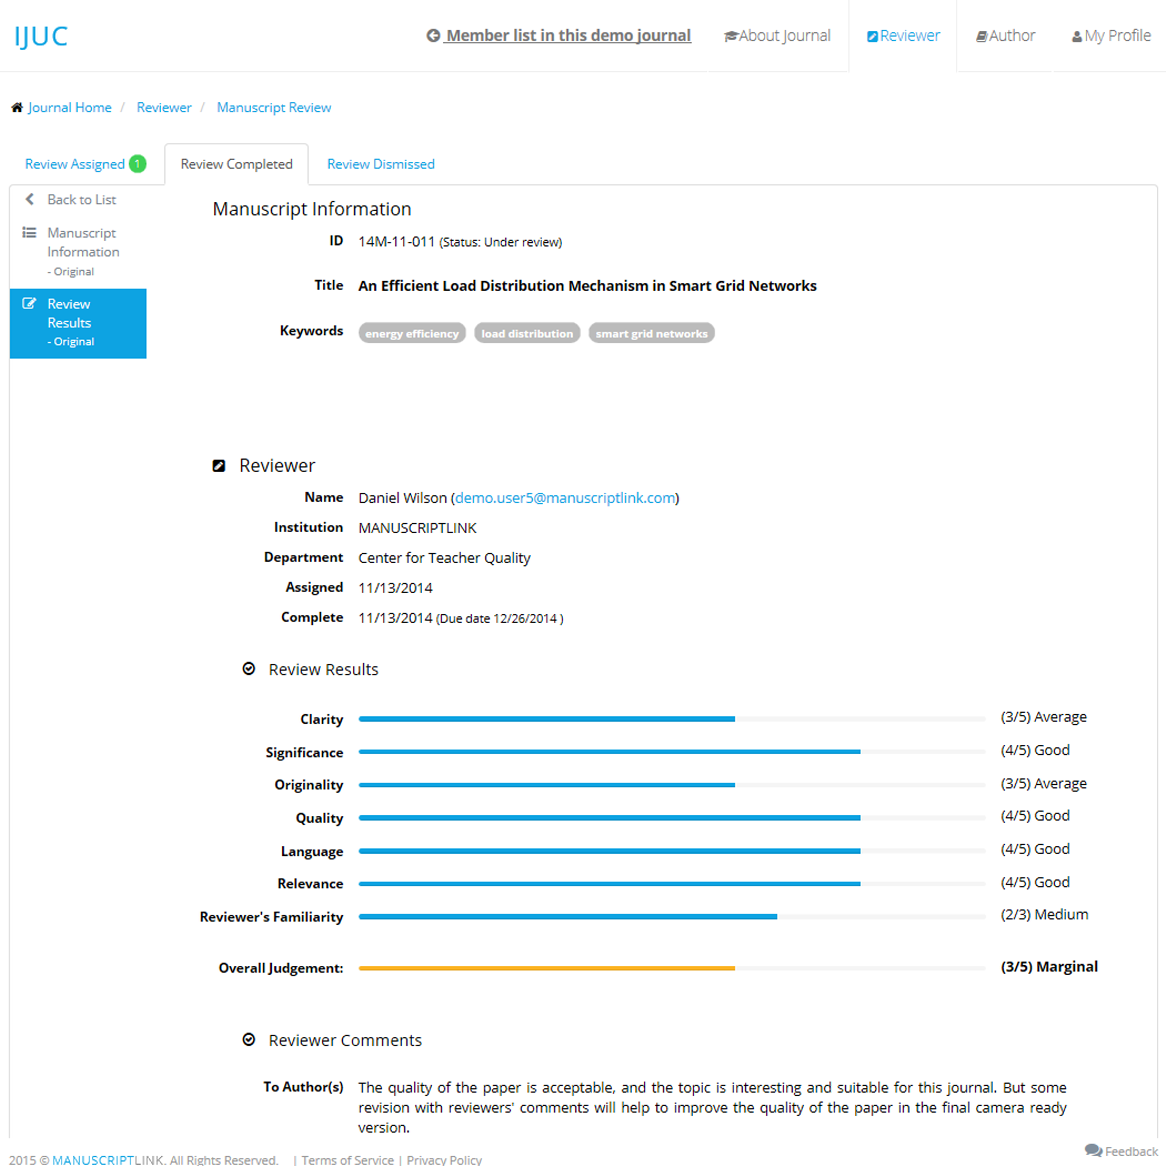 IJUC
Member list in this demo journal
About Journal
Reviewer
Author
My Profile
Journal Home / Reviewer / Manuscript Review
Review Assigned 1
Review Completed
Review Dismissed
Back to List
Manuscript
Information
- Original
Review
Results
- Original
Manuscript Information
ID 14M-11-011 (Status: Under review)
Title An Efficient Load Distribution Mechanism in Smart Grid Networks
Keywords energy efficiency load distribution smart grid networks
Reviewer
Name Daniel Wilson (demo.user5@manuscriptlink.com)
Institution MANUSCRIPTLINK
Department Center for Teacher Quality
Assigned 11/13/2014
Complete 11/13/2014 (Due date 12/26/2014 )
Review Results
Clarity (3/5) Average
Significance (4/5) Good
Originality (3/5) Average
Quality (4/5) Good
Language (4/5) Good
Relevance (4/5) Good
Reviewer's Familiarity (2/3) Medium
Overall Judgement: (3/5) Marginal
Reviewer Comments
To Author(s) The quality of the paper is acceptable, and the topic is interesting and suitable for this journal. But some
revision with reviewers' comments will help to improve the quality of the paper in the final camera ready
version.
2015 © MANUSCRIPTLINK. All Rights Reserved. | Terms of Service | Privacy Policy
Feedback